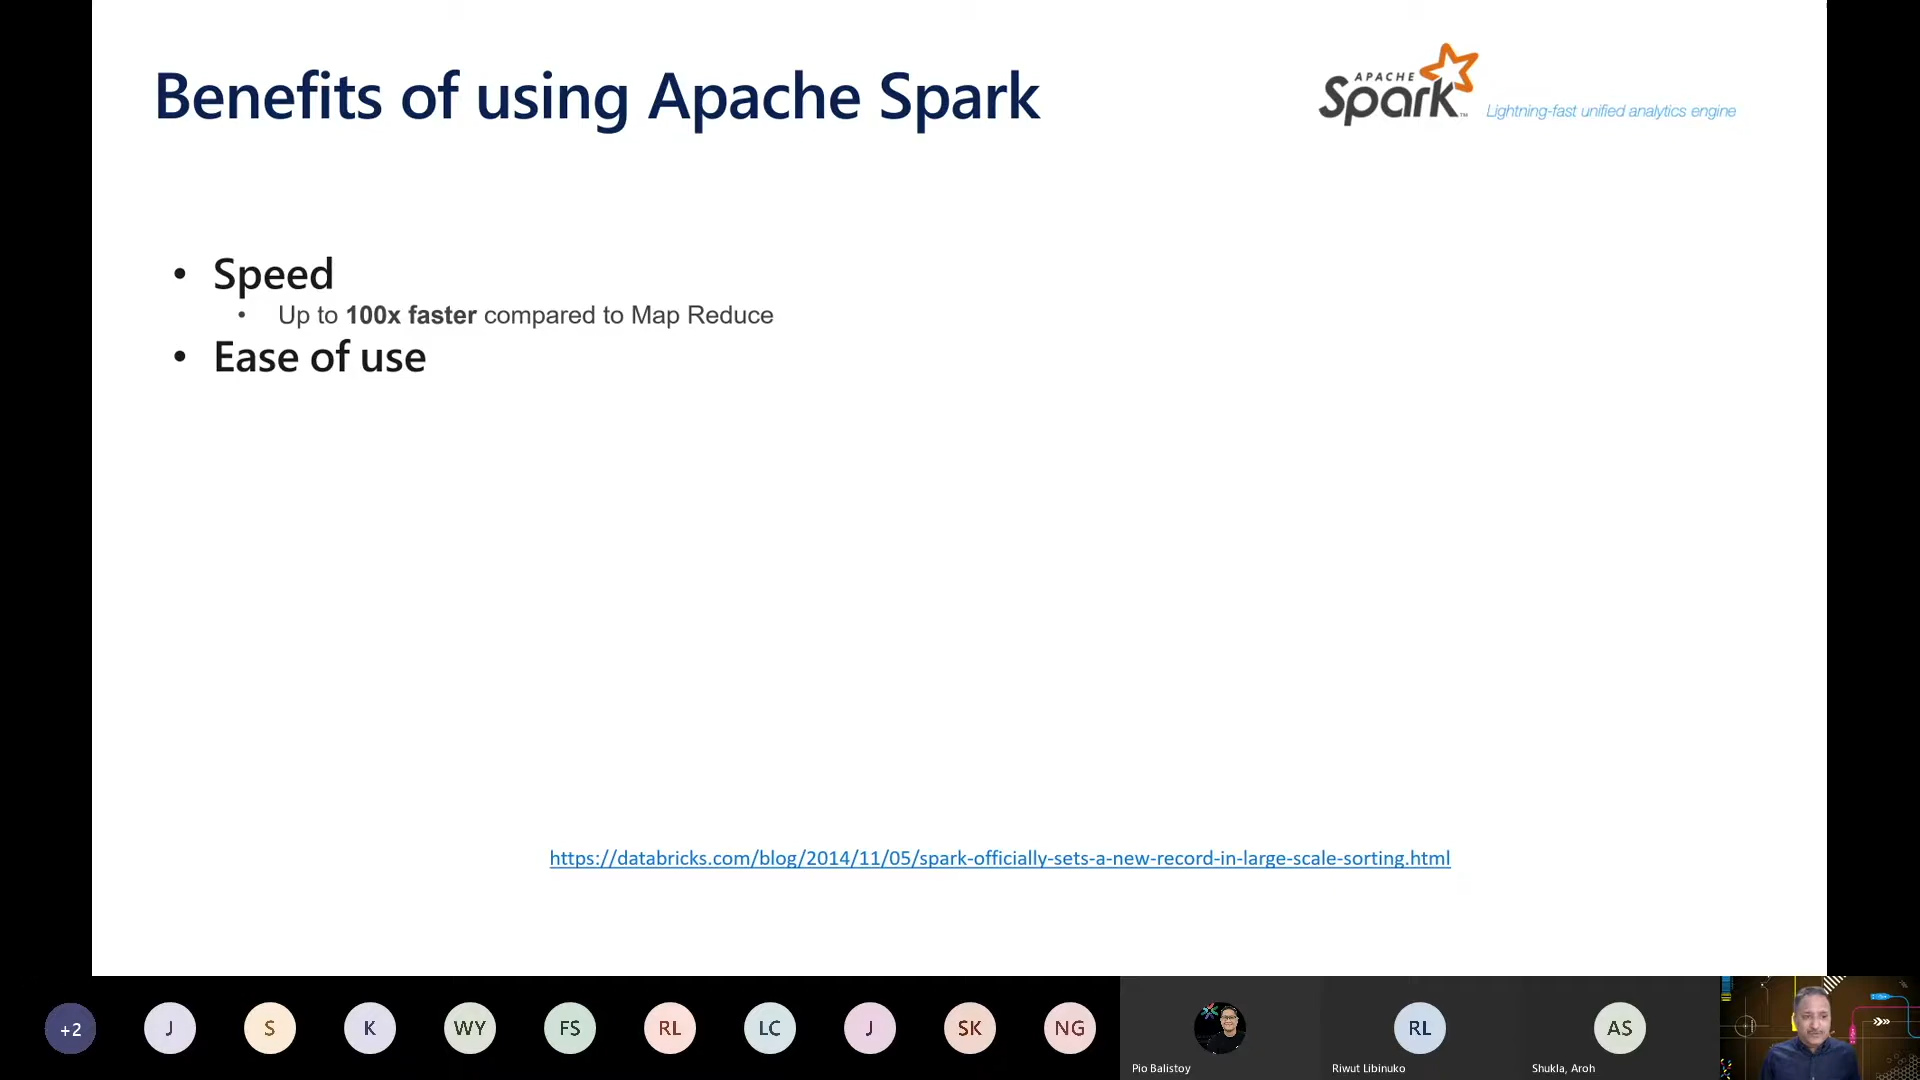 Benefits of using Apache Spark
APACHE
Spark™
Lightning-fast unified analytics engine
• Speed
• Up to 100x faster compared to Map Reduce
• Ease of use
https://databricks.com/blog/2014/11/05/spark-officially-sets-a-new-record-in-large-scale-sorting.html
+2
J
S
K
WY
FS
RL
LC
J
SK
NG
Pio Balistoy
RL
Riwut Libinuko
AS
Shukla, Aroh